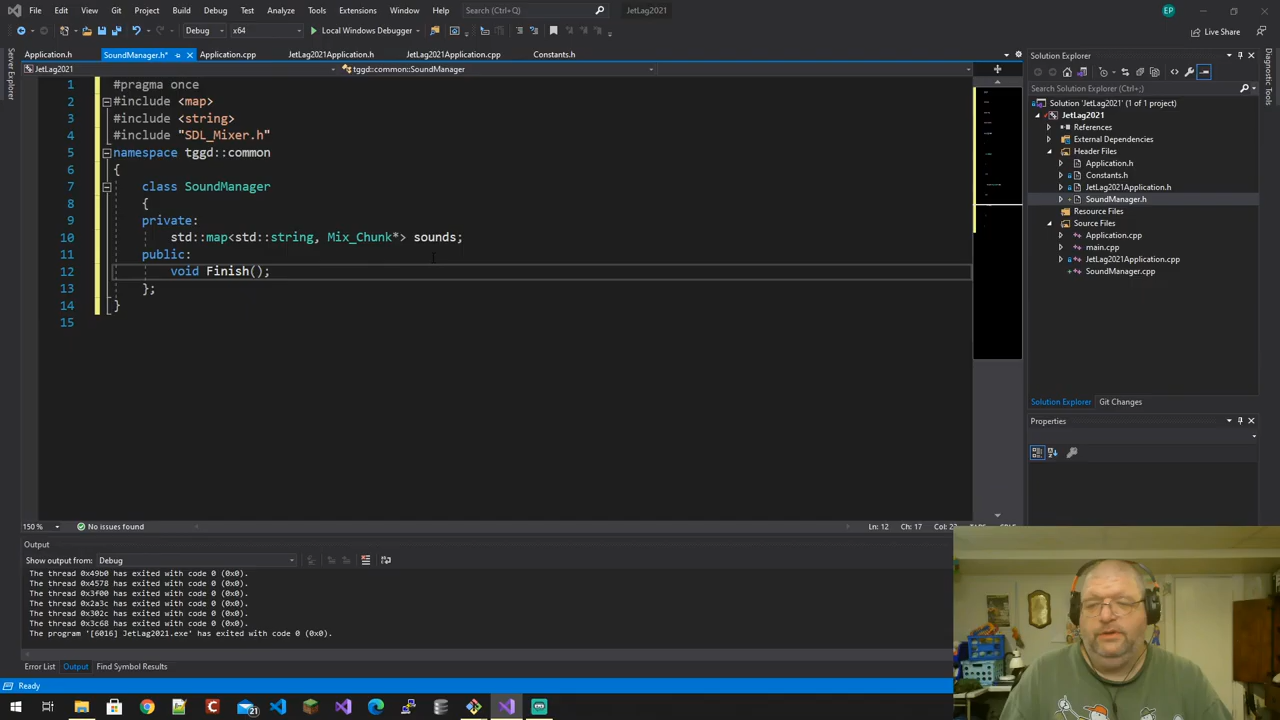 File Edit View Git Project Build Debug Test Analyze Tools Extensions Window Help Search (Ctrl+Q) JetLag2021 EP
Debug x64 Local Windows Debugger Live Share
Server Explorer
Application.h SoundManager.h* Application.cpp JetLag2021Application.h JetLag2021Application.cpp Constants.h
JetLag2021 tggd::common::SoundManager
1 #pragma once
2 #include <map>
3 #include <string>
4 #include "SDL_Mixer.h"
5 namespace tggd::common
6 {
7 class SoundManager
8 {
9 private:
10 std::map<std::string, Mix_Chunk*> sounds;
11 public:
12 void Finish();
13 };
14 }
15
150 % No issues found Ln: 12 Ch: 17
Output
Show output from: Debug
The thread 0x49b0 has exited with code 0 (0x0).
The thread 0x4578 has exited with code 0 (0x0).
The thread 0x3f00 has exited with code 0 (0x0).
The thread 0x2a3c has exited with code 0 (0x0).
The thread 0x302c has exited with code 0 (0x0).
The thread 0x3c68 has exited with code 0 (0x0).
The program '[6016] JetLag2021.exe' has exited with code 0 (0x0).
Error List Output Find Symbol Results
Ready
Solution Explorer
Search Solution Explorer (Ctrl+;)
Solution 'JetLag2021' (1 of 1 project)
JetLag2021
References
External Dependencies
Header Files
Application.h
Constants.h
JetLag2021Application.h
SoundManager.h
Resource Files
Source Files
Application.cpp
main.cpp
JetLag2021Application.cpp
SoundManager.cpp
Solution Explorer Git Changes
Properties
Diagnostic Tools
21